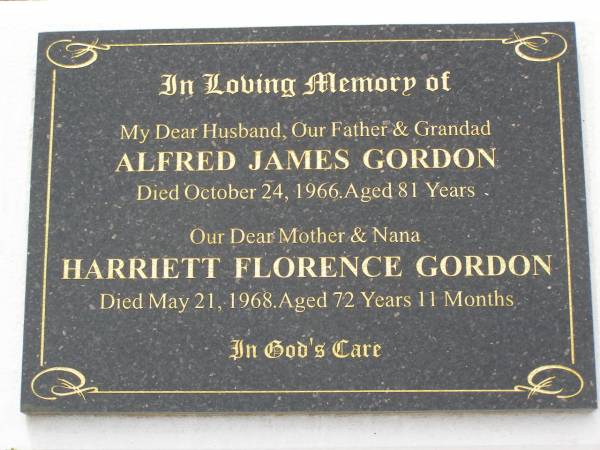 In Loving Memory of
My Dear Husband, Our Father & Grandad
ALFRED JAMES GORDON
Died October 24, 1966.Aged 81 Years
Our Dear Mother & Nana
HARRIETT FLORENCE GORDON
Died May 21, 1968.Aged 72 Years 11 Months
In God's Care